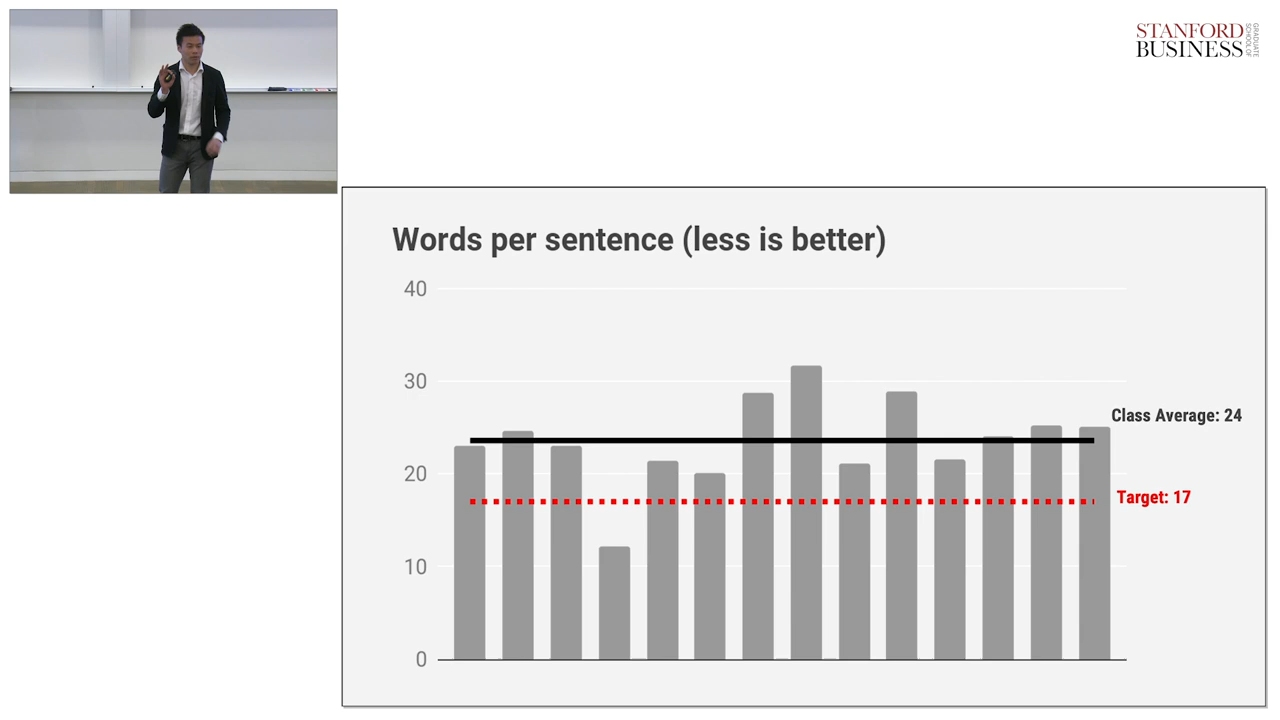 STANFORD
BUSINESS
GRADUATE
SCHOOL OF
Words per sentence (less is better)
40
30
Class Average: 24
20
Target: 17
10
0